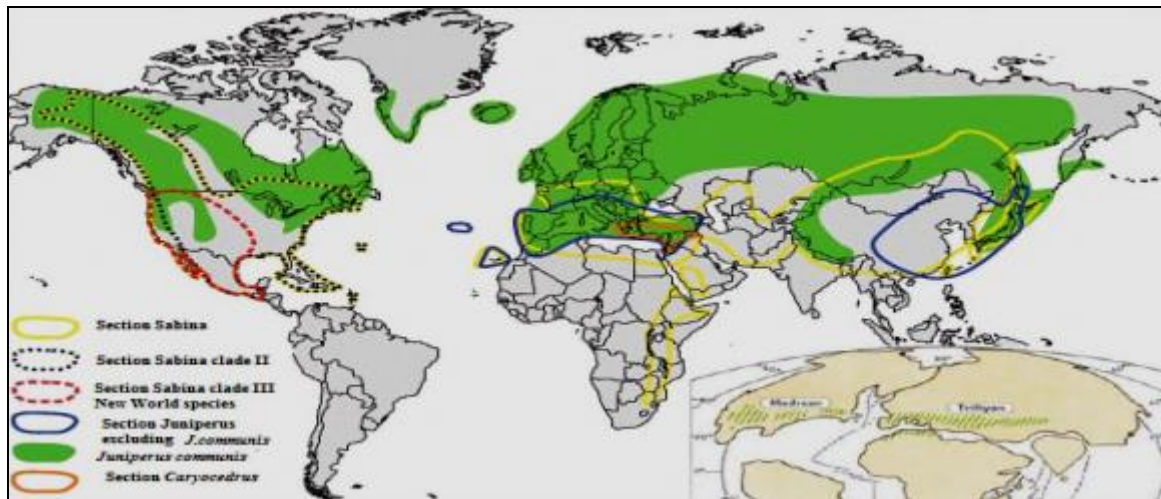 Section Sabina
Section Sabina clade II
Section Sabina clade III
New World species
Section Juniperus
excluding J.communis
Juniperus communis
Section Caryocedrus
Madrean
Tethyan